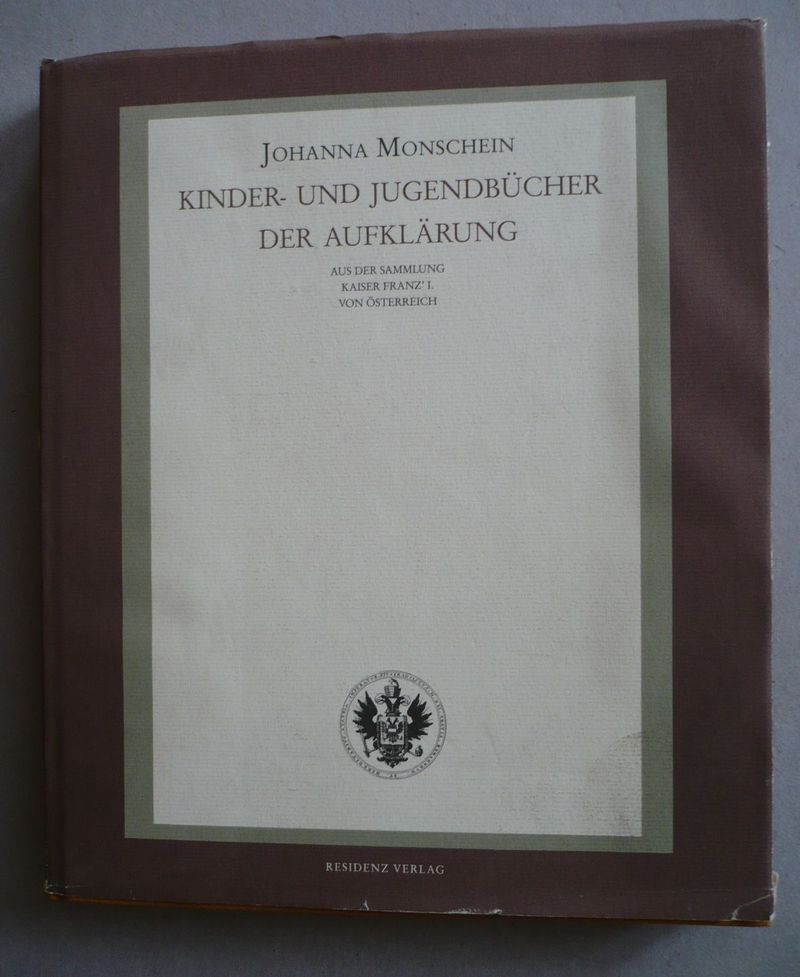 JOHANNA MONSCHEIN
KINDER- UND JUGENDBÜCHER
DER AUFKLÄRUNG
AUS DER SAMMLUNG
KAISER FRANZ' I.
VON ÖSTERREICH
RESIDENZ VERLAG